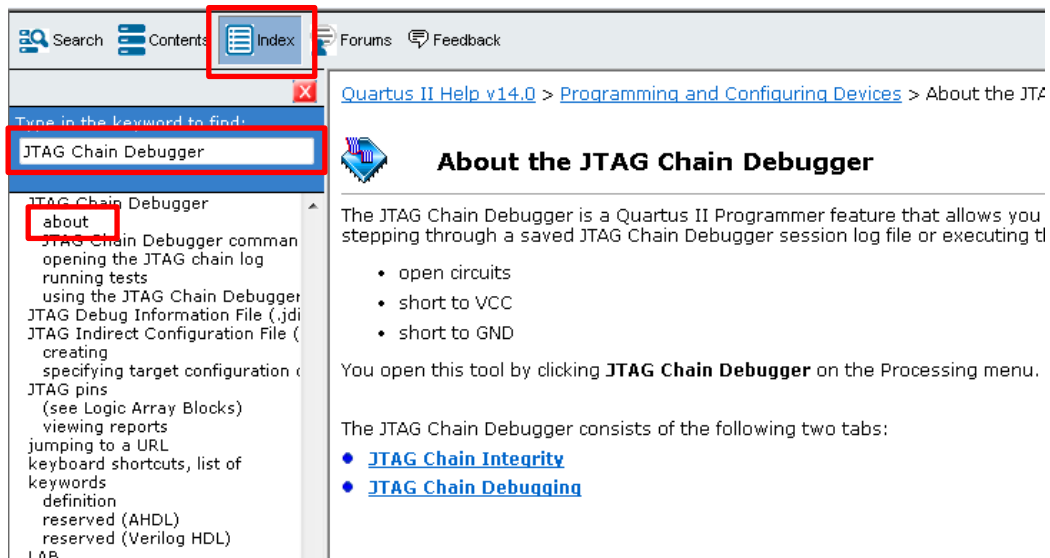 Search Contents Index Forums Feedback
Type in the keyword to find:
JTAG Chain Debugger
JTAG Chain Debugger
about
JTAG Chain Debugger comman
opening the JTAG chain log
running tests
using the JTAG Chain Debugger
JTAG Debug Information File (.jdi
JTAG Indirect Configuration File (
creating
specifying target configuration
JTAG pins
(see Logic Array Blocks)
viewing reports
jumping to a URL
keyboard shortcuts, list of
keywords
definition
reserved (AHDL)
reserved (Verilog HDL)
LAB
Quartus II Help v14.0 > Programming and Configuring Devices > About the JTA
About the JTAG Chain Debugger
The JTAG Chain Debugger is a Quartus II Programmer feature that allows you
stepping through a saved JTAG Chain Debugger session log file or executing th
• open circuits
• short to VCC
• short to GND
You open this tool by clicking JTAG Chain Debugger on the Processing menu.
The JTAG Chain Debugger consists of the following two tabs:
• JTAG Chain Integrity
• JTAG Chain Debugging